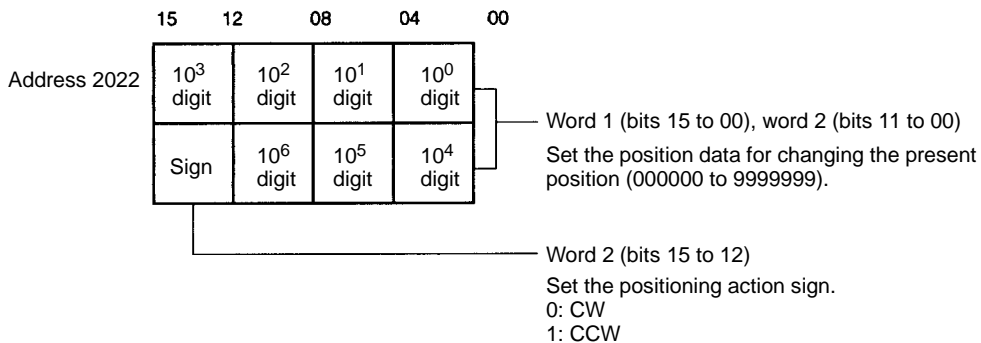 15 12 08 04 00
Address 2022
10³ digit 10² digit 10¹ digit 10⁰ digit
Sign 10⁶ digit 10⁵ digit 10⁴ digit
Word 1 (bits 15 to 00), word 2 (bits 11 to 00)
Set the position data for changing the present
position (000000 to 9999999).
Word 2 (bits 15 to 12)
Set the positioning action sign.
0: CW
1: CCW